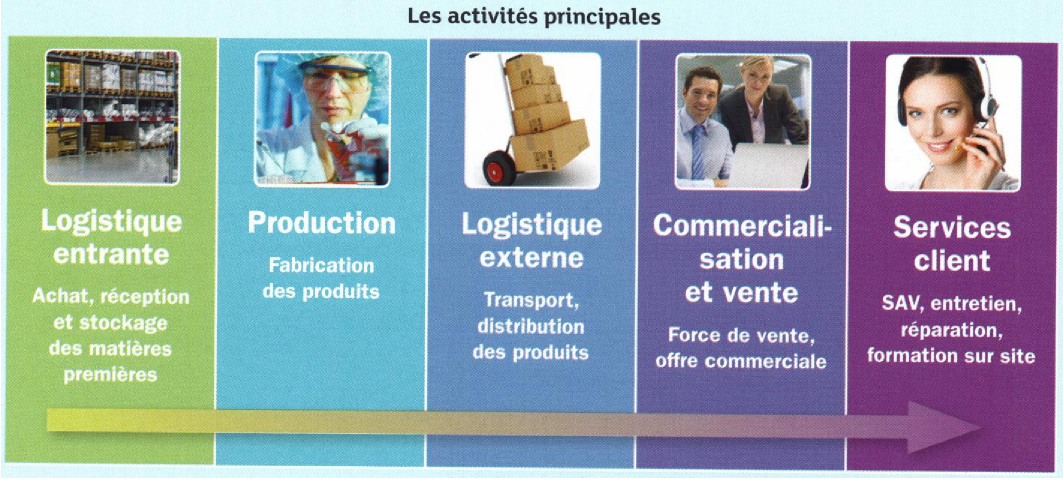 Les activités principales
Logistique
entrante
Achat, réception
et stockage
des matières
premières
Production
Fabrication
des produits
Logistique
externe
Transport,
distribution
des produits
Commerciali-
sation
et vente
Force de vente,
offre commerciale
Services
client
SAV, entretien,
réparation,
formation sur site